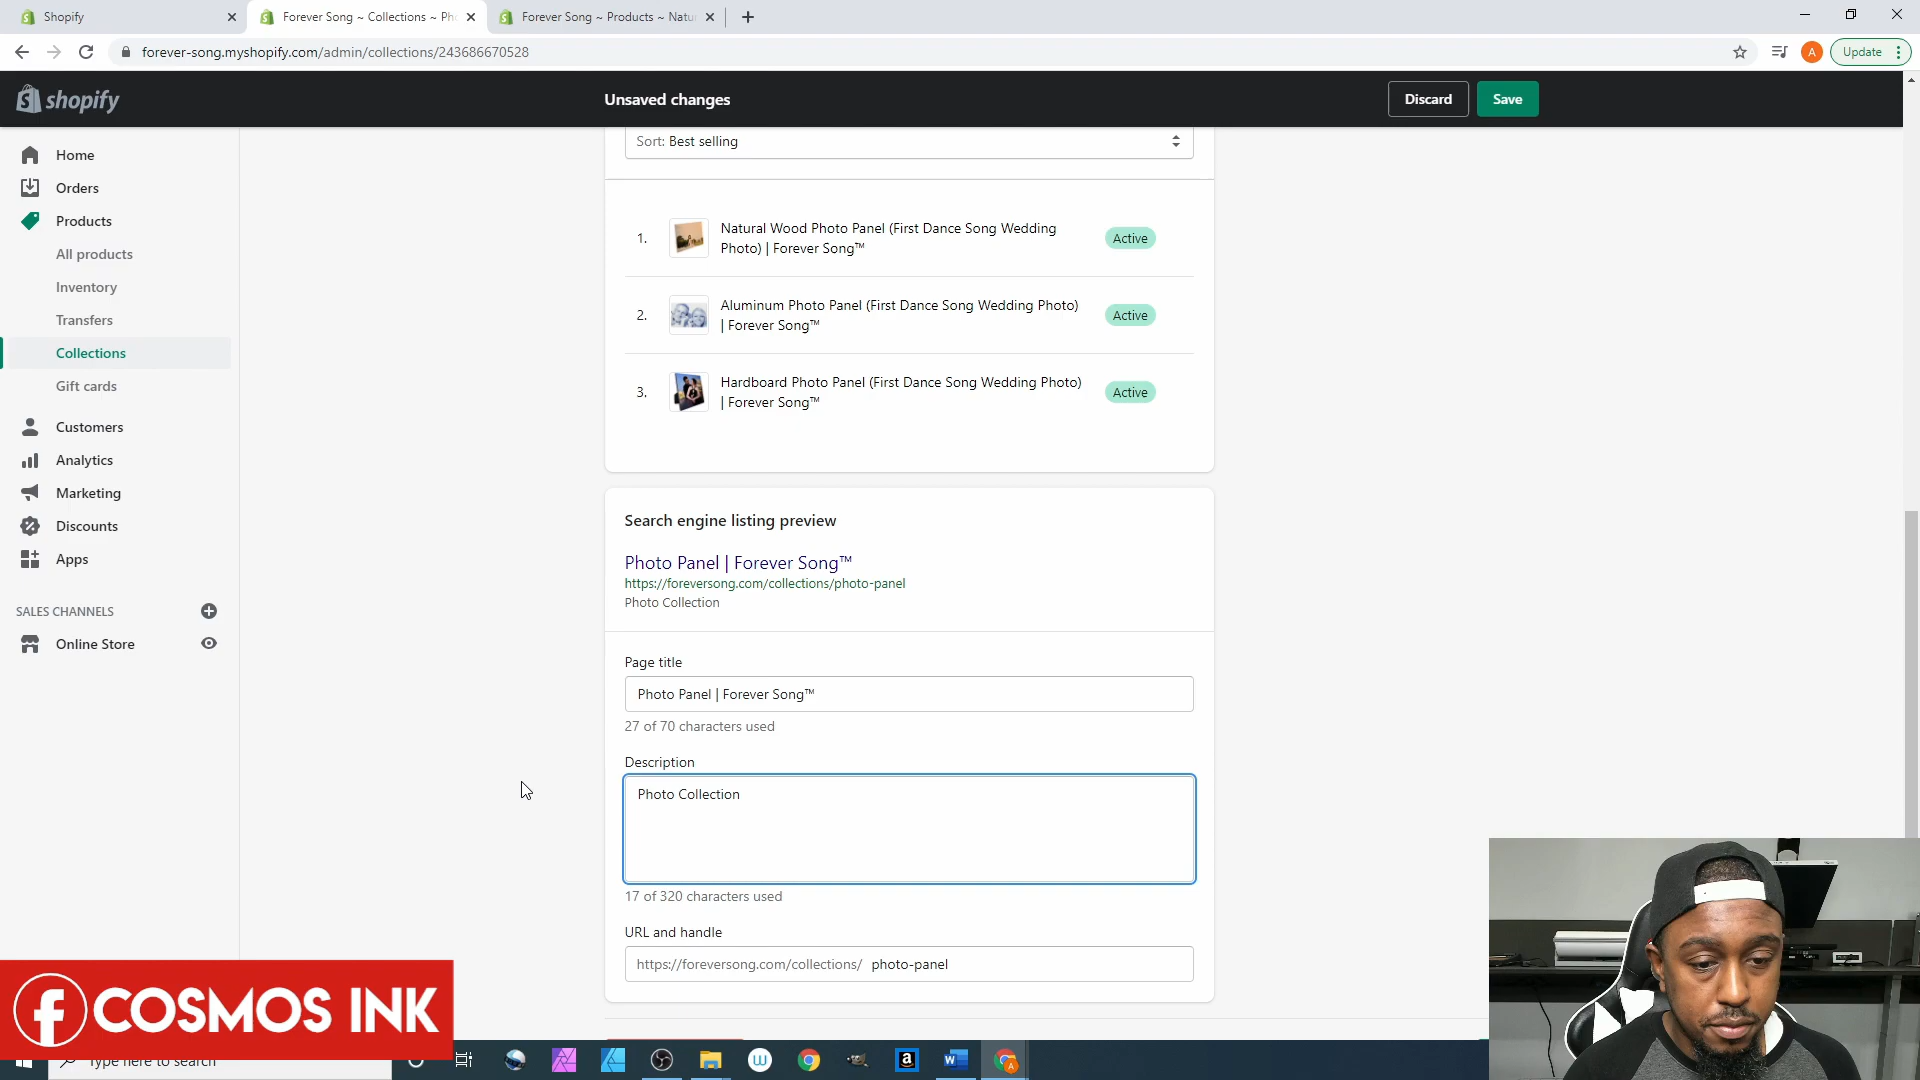 Shopify
Forever Song ~ Collections ~ Pho
Forever Song ~ Products ~ Natu
forever-song.myshopify.com/admin/collections/243686670528
A
Update
shopify
Unsaved changes
Discard
Save
Sort: Best selling
Home
Orders
Products
All products
Inventory
Transfers
Collections
Gift cards
Customers
Analytics
Marketing
Discounts
Apps
SALES CHANNELS
Online Store
1.
Natural Wood Photo Panel (First Dance Song Wedding
Photo) | Forever Song™
Active
2.
Aluminum Photo Panel (First Dance Song Wedding Photo)
| Forever Song™
Active
3.
Hardboard Photo Panel (First Dance Song Wedding Photo)
| Forever Song™
Active
Search engine listing preview
Photo Panel | Forever Song™
https://foreversong.com/collections/photo-panel
Photo Collection
Page title
Photo Panel | Forever Song™
27 of 70 characters used
Description
Photo Collection
17 of 320 characters used
URL and handle
https://foreversong.com/collections/ photo-panel
COSMOS INK
Type here to search